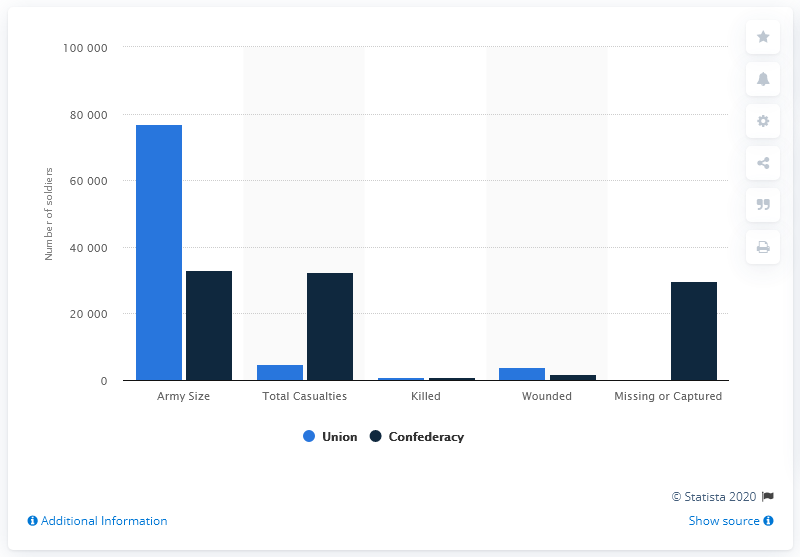 100 000
80 000
60 000
40 000
20 000
0
Number of soldiers
Army Size
Total Casualties
Killed
Wounded
Missing or Captured
Union
Confederacy
© Statista 2020
Additional Information
Show source